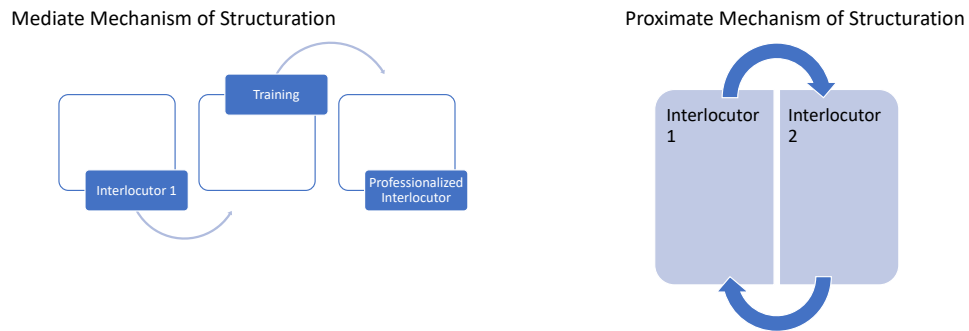 Mediate Mechanism of Structuration
Training
Interlocutor 1
Professionalized
Interlocutor
Proximate Mechanism of Structuration
Interlocutor
1
Interlocutor
2